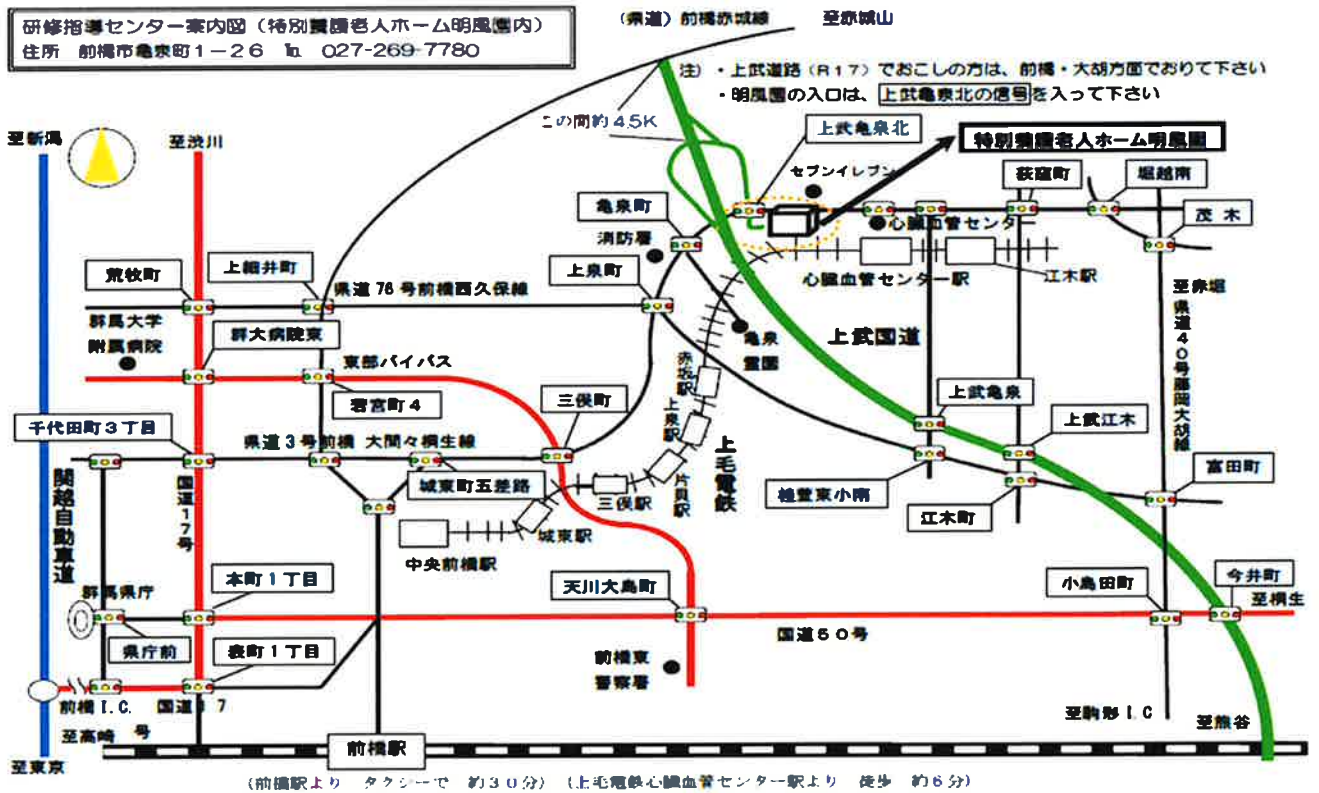 研修指導センター案内図（特別養護老人ホーム明風園内）
住所　前橋市亀泉町１－２６　℡　027-269-7780
（県道）前橋赤城線
至赤城山
注）・上武道路（R17）でおこしの方は、前橋・大胡方面でおりて下さい
・明風園の入口は、上武亀泉北の信号を入って下さい
この間約4.5K
上武亀泉北
特別養護老人ホーム明風園
至新潟
至渋川
セブンイレブン
荻窪町
堀越南
亀泉町
茂木
消防署
心臓血管センター
荒牧町
上細井町
上泉町
心臓血管センター駅
江木駅
県道76号前橋西久保線
至赤堀
群馬大学
附属病院
群大病院東
亀泉
霊園
上武国道
県道４０号藤岡大胡線
東部バイパス
赤坂駅
若宮町４
三俣町
上泉駅
上武亀泉
上武江木
千代田町３丁目
県道３号前橋 大間々桐生線
上毛電鉄
城東町五差路
片貝駅
桂萱東小南
富田町
関越自動車道
国道17号
三俣駅
江木町
城東駅
中央前橋駅
群馬県庁
本町１丁目
天川大島町
小島田町
今井町
至桐生
国道５０号
県庁前
表町１丁目
前橋東
警察署
前橋I.C.
国道17
号
至高崎
至駒形I.C
至熊谷
前橋駅
至東京
（前橋駅より　タクシーで　約３０分）（上毛電鉄心臓血管センター駅より　徒歩　約６分）